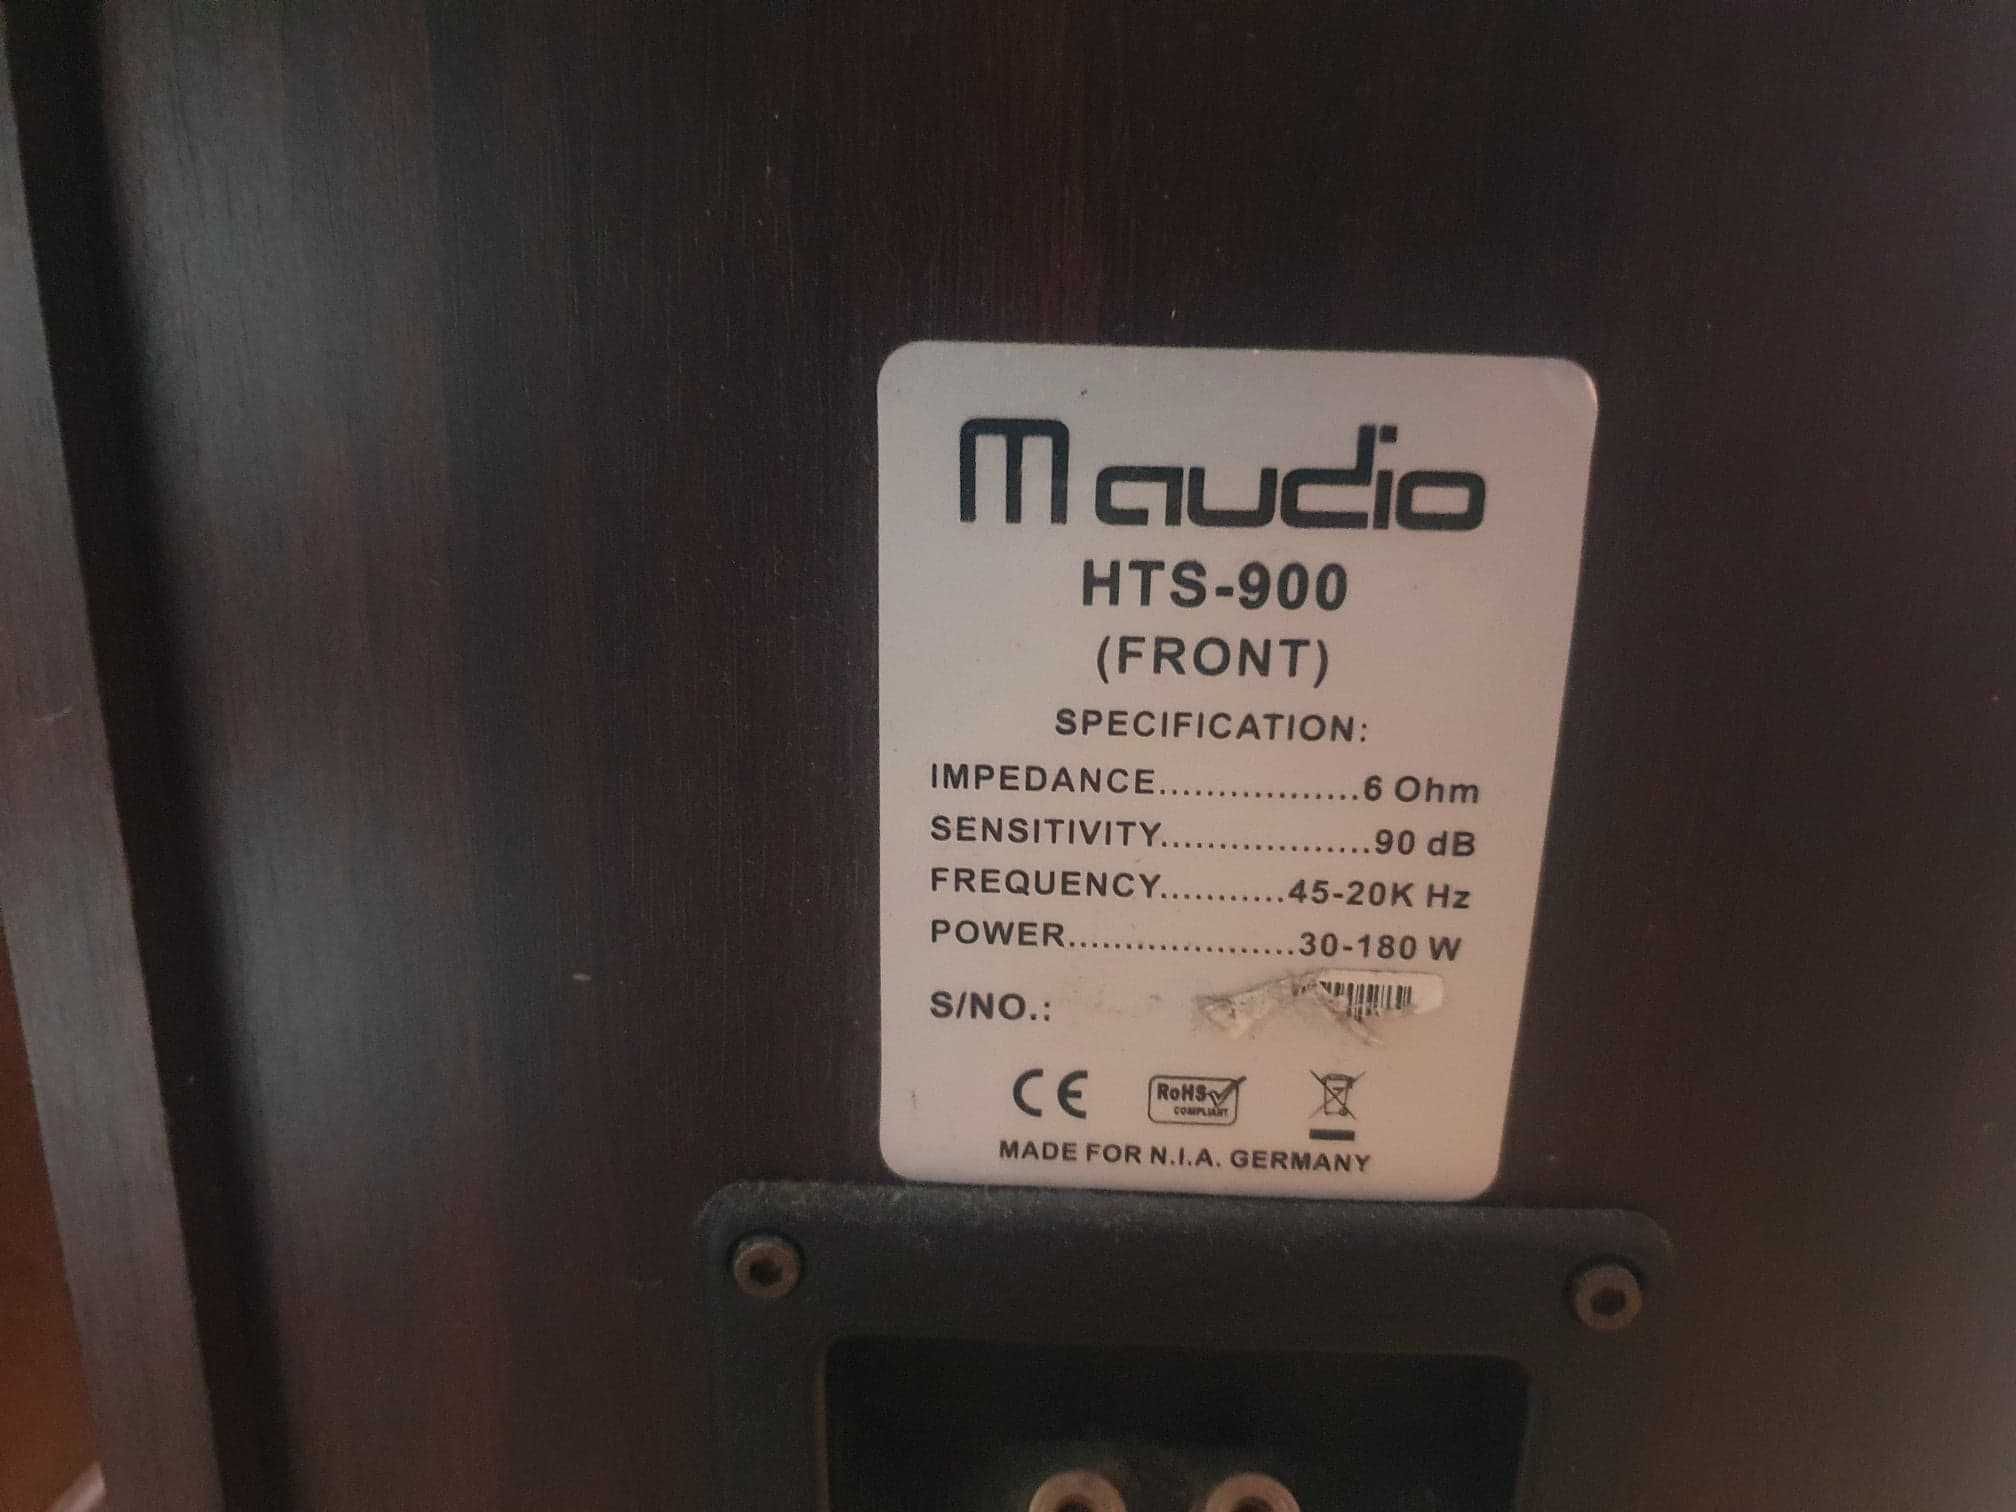 m audio
HTS-900
(FRONT)
SPECIFICATION:
IMPEDANCE.................6 Ohm
SENSITIVITY..................90 dB
FREQUENCY...........45-20K Hz
POWER....................30-180 W
S/NO.:
CE RoHS
COMPLIANT
MADE FOR N.I.A. GERMANY